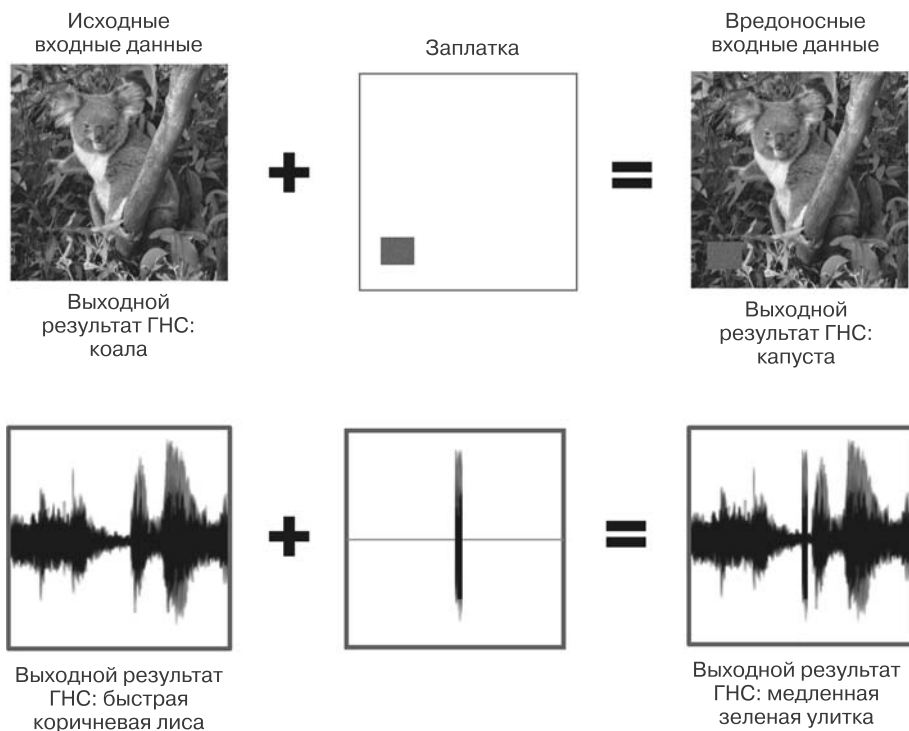 Исходные
входные данные
Заплатка
Вредоносные
входные данные
Выходной
результат ГНС:
коала
Выходной
результат ГНС:
капуста
Выходной результат
ГНС: быстрая
коричневая лиса
Выходной результат
ГНС: медленная
зеленая улитка